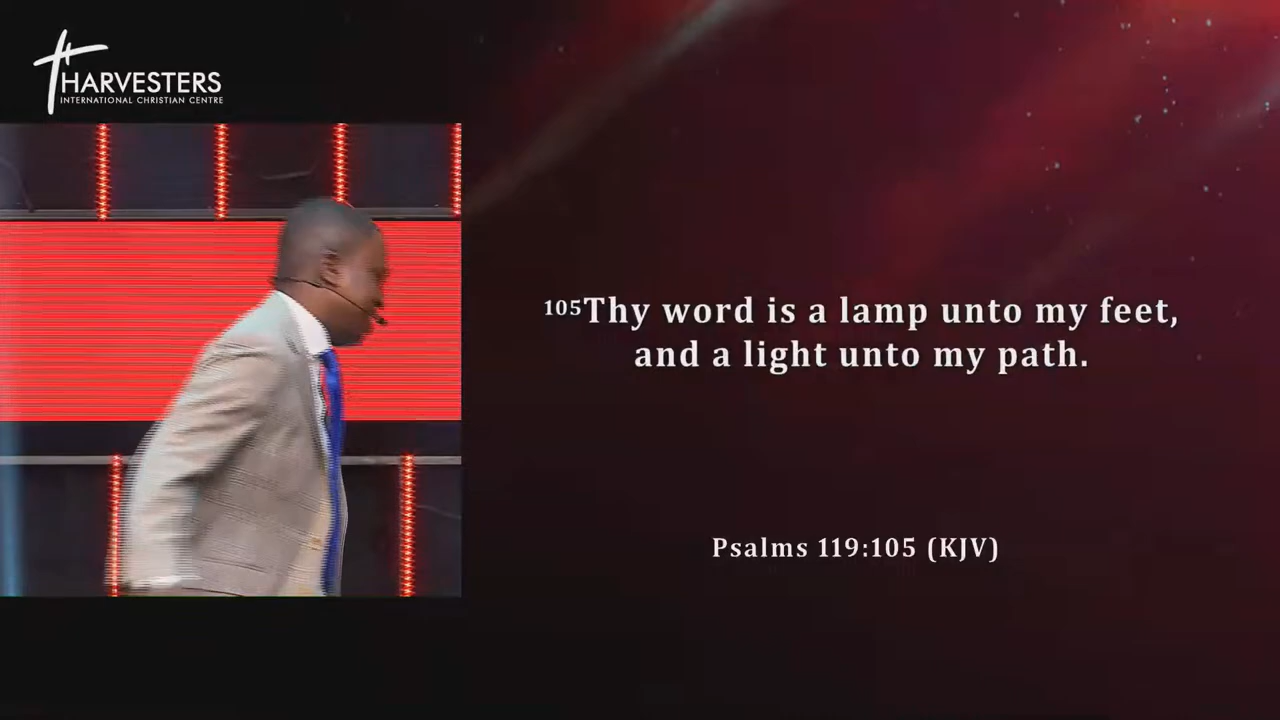 HARVESTERS
INTERNATIONAL CHRISTIAN CENTRE
¹⁰⁵Thy word is a lamp unto my feet,
and a light unto my path.
Psalms 119:105 (KJV)